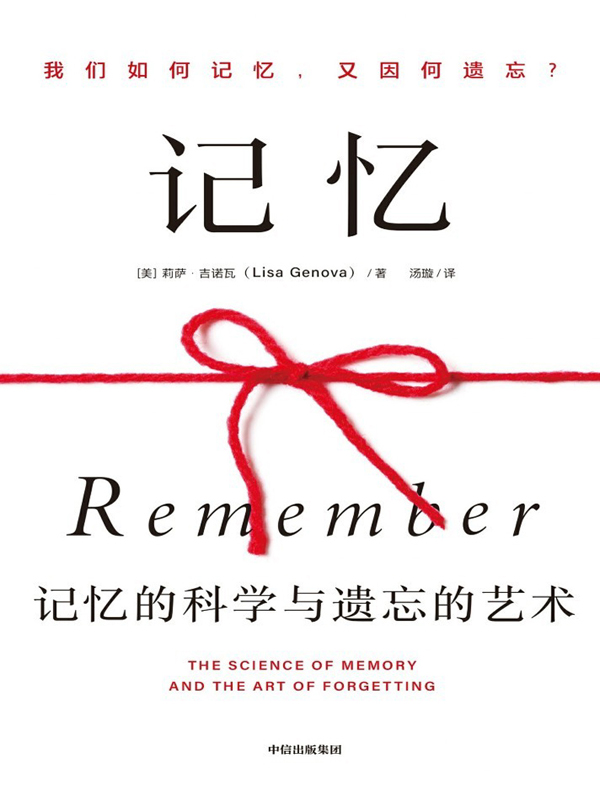 我们如何记忆，又因何遗忘？
记忆
[美] 莉萨·吉诺瓦（Lisa Genova） / 著 汤璇 / 译
Remember
记忆的科学与遗忘的艺术
THE SCIENCE OF MEMORY
AND THE ART OF FORGETTING
中信出版集团